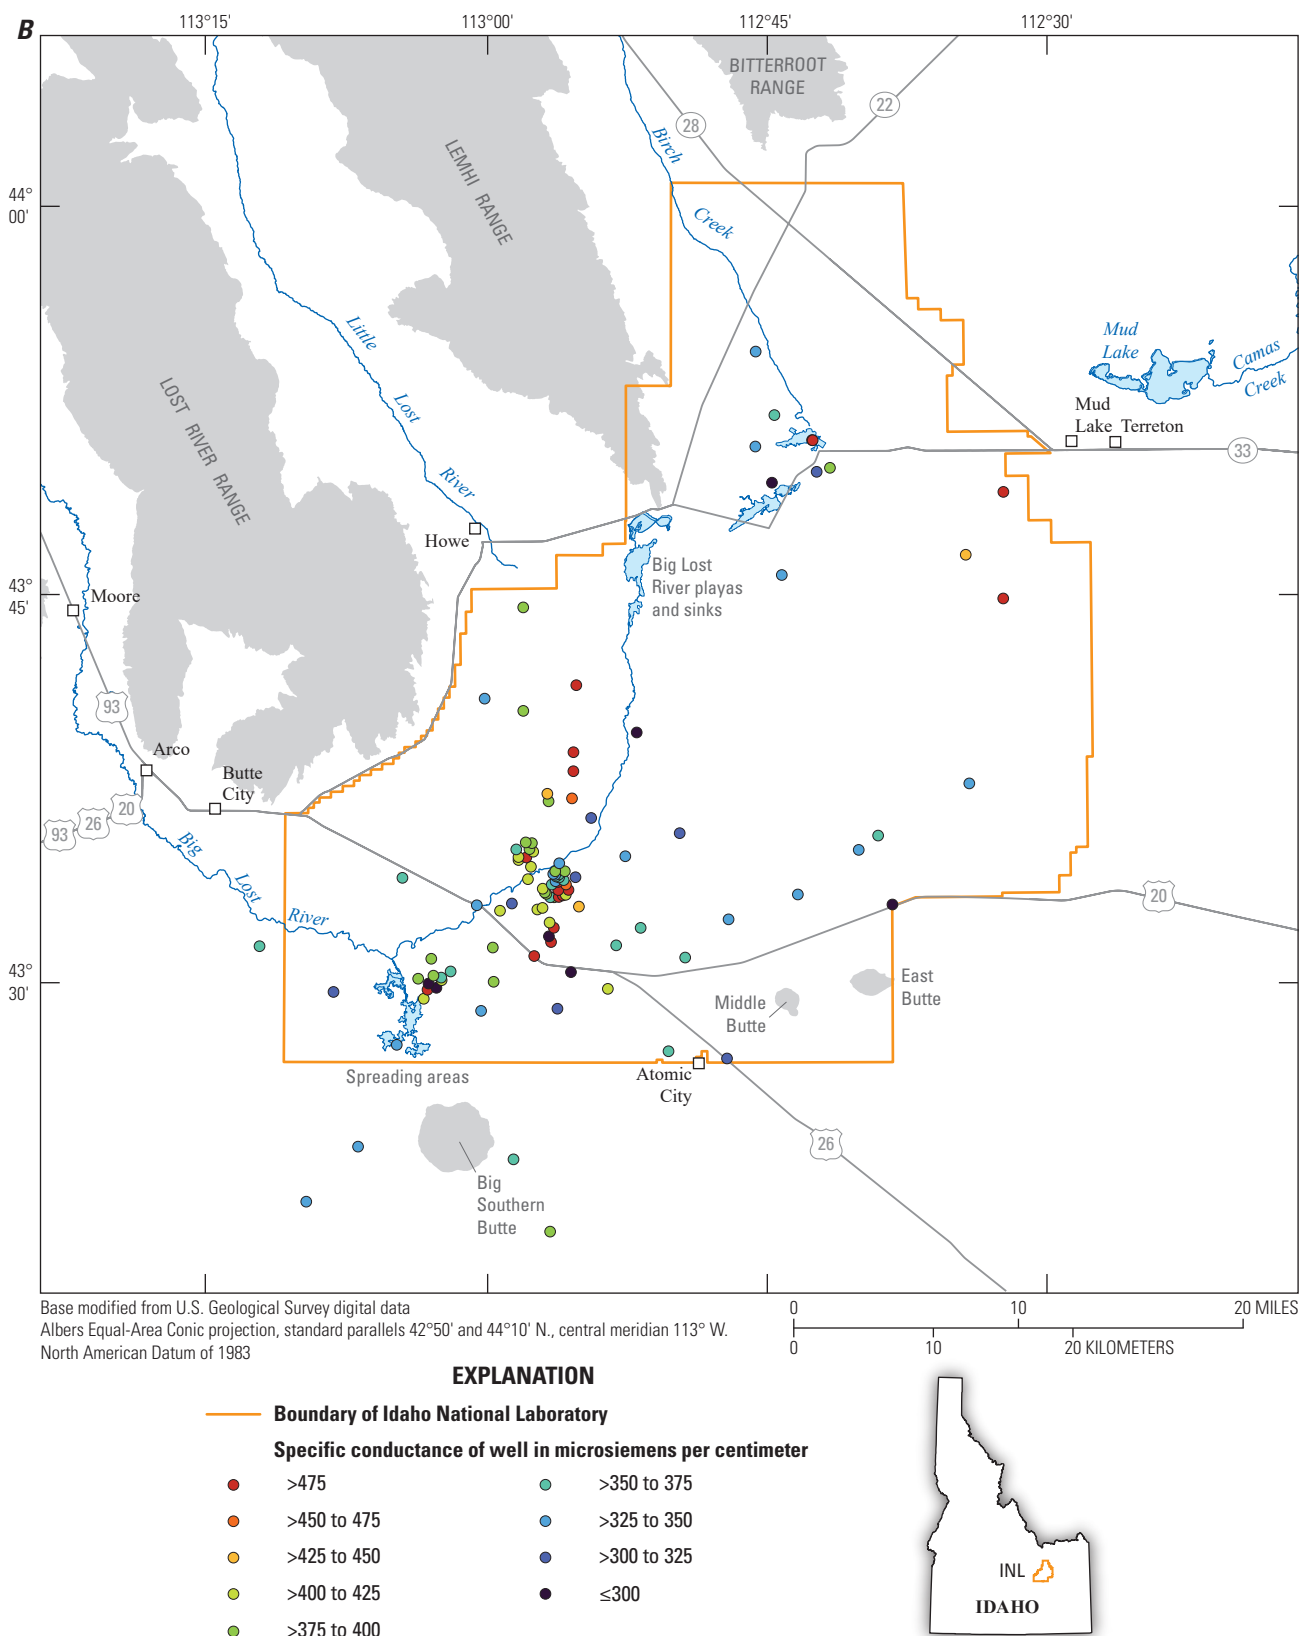 B
113°15'
113°00'
112°45'
112°30'
BITTERROOT
RANGE
22
28
Birch
LEMHI RANGE
44°
00'
Creek
Little
Mud
Lake
Camas
Creek
LOST RIVER RANGE
Lost
Mud
Lake
Terreton
33
River
Howe
Big Lost
River playas
and sinks
43°
45'
Moore
93
Arco
Butte
City
20
26
93
Big
Lost
River
20
43°
30'
East
Butte
Middle
Butte
Spreading areas
Atomic
City
26
Big
Southern
Butte
Base modified from U.S. Geological Survey digital data
Albers Equal-Area Conic projection, standard parallels 42°50' and 44°10' N., central meridian 113° W.
North American Datum of 1983
0 10 20 MILES
0 10 20 KILOMETERS
EXPLANATION
Boundary of Idaho National Laboratory
Specific conductance of well in microsiemens per centimeter
>475
>450 to 475
>425 to 450
>400 to 425
>375 to 400
>350 to 375
>325 to 350
>300 to 325
≤300
INL
IDAHO